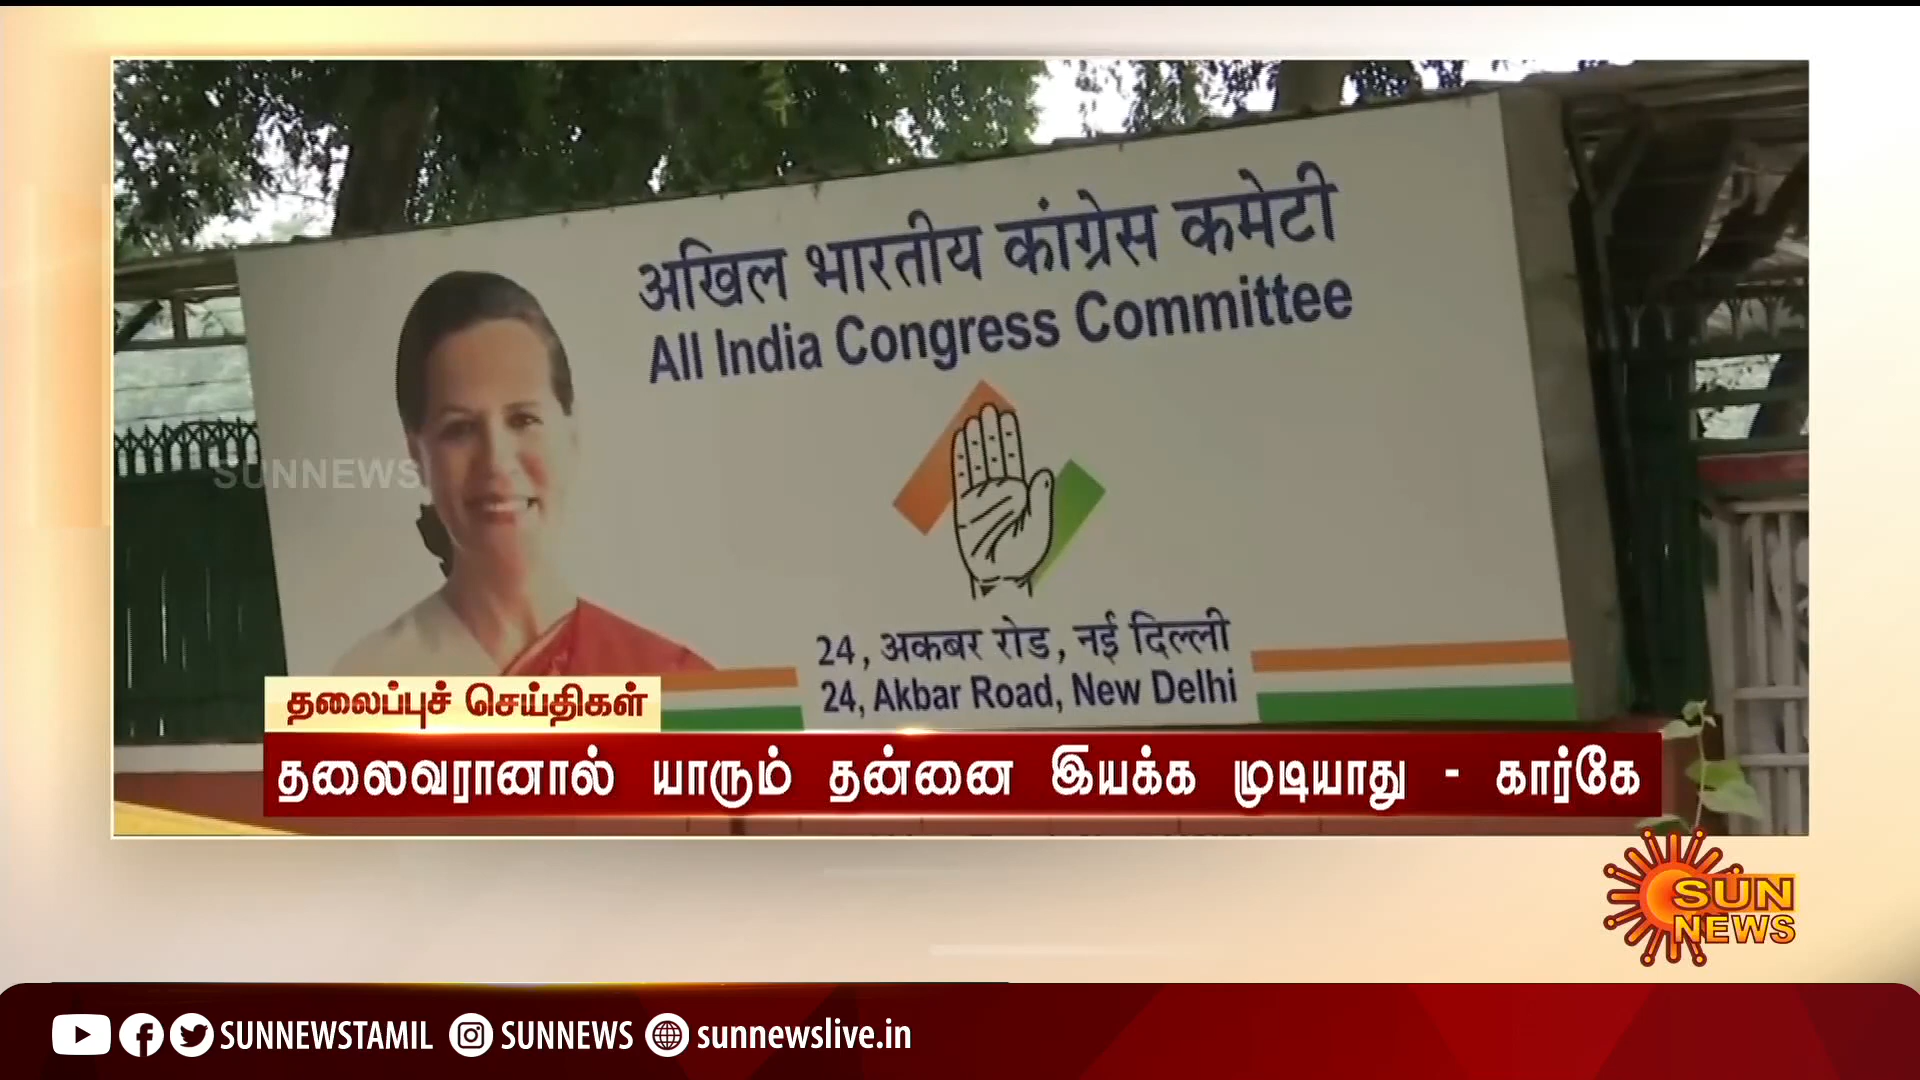 अखिल भारतीय कांग्रेस कमेटी
All India Congress Committee
SUNNEWS
24, अकबर रोड, नई दिल्ली
24, Akbar Road, New Delhi
தலைப்புச் செய்திகள்
தலைவரானால் யாரும் தன்னை இயக்க முடியாது - கார்கே
SUN
NEWS
SUNNEWSTAMIL SUNNEWS sunnewslive.in